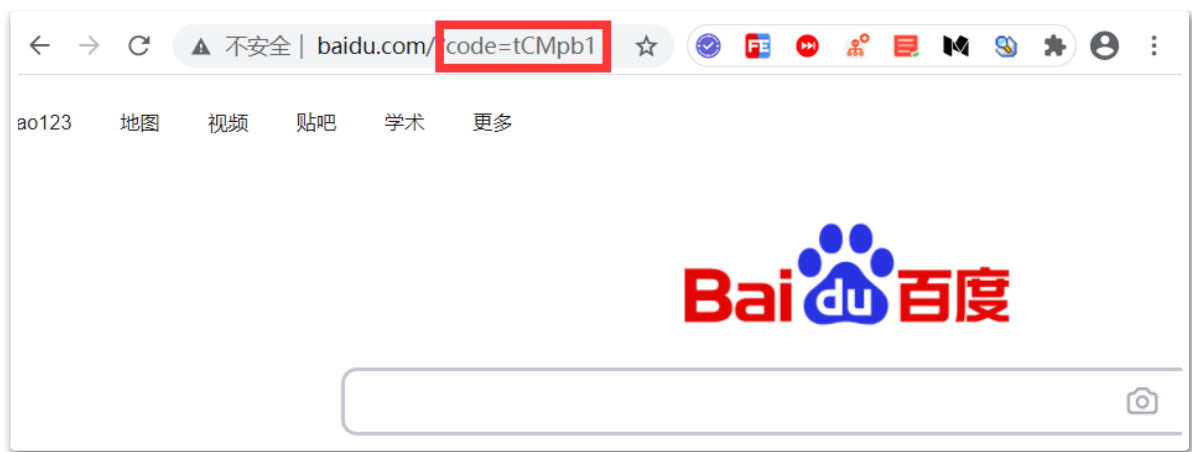 不安全 | baidu.com/?code=tCMpb1
FE
ao123 地图 视频 贴吧 学术 更多
Bai du 百度